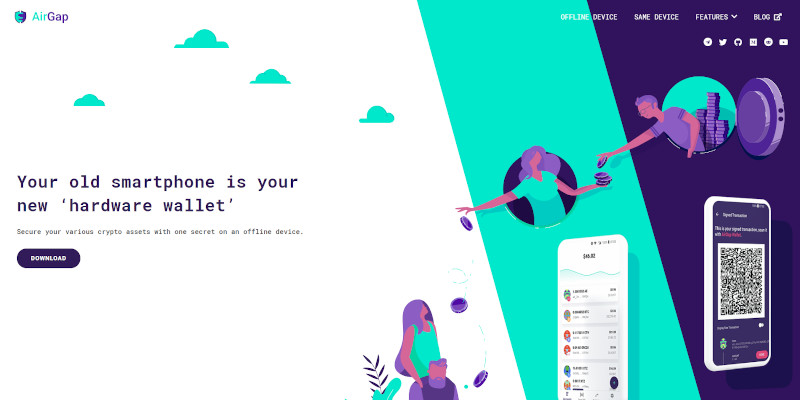 AirGap
OFFLINE DEVICE
SAME DEVICE
FEATURES
BLOG
Your old smartphone is your
new ‘hardware wallet’
Secure your various crypto assets with one secret on an offline device.
DOWNLOAD
$46.02
Signed Transaction
This is your signed transaction, scan it
with AirGap Wallet.